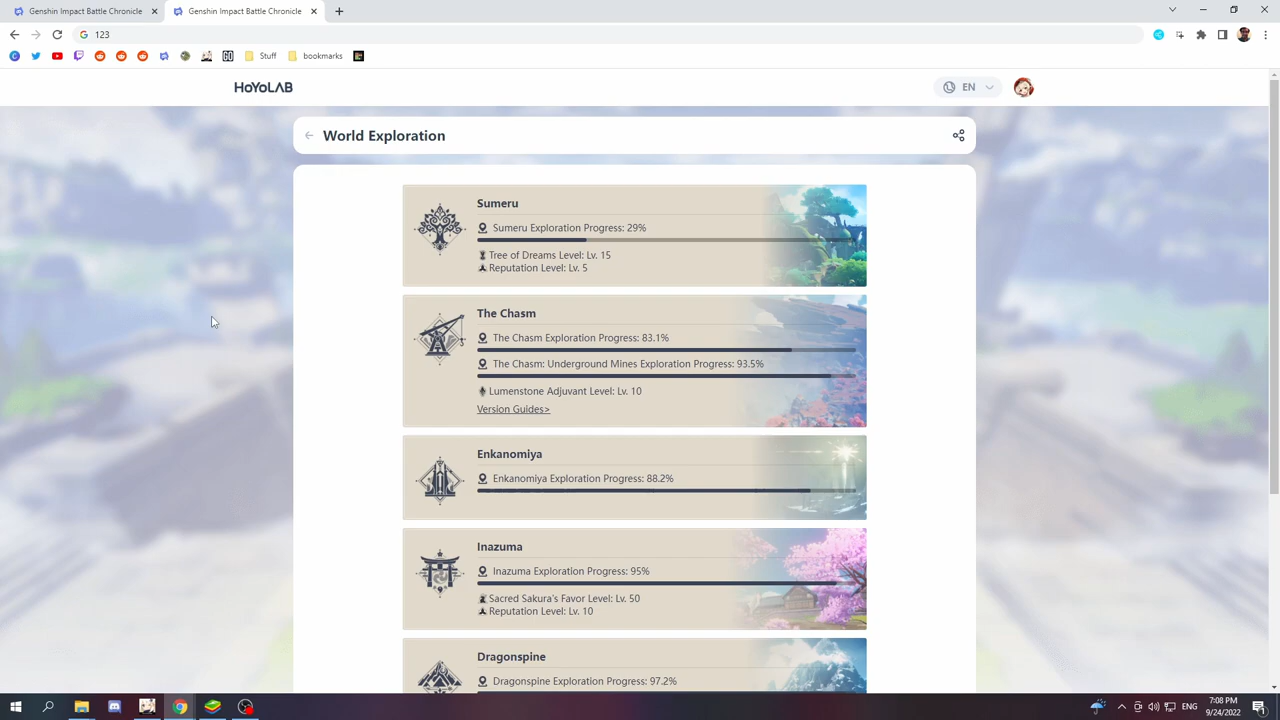 Genshin Impact Battle Chronicle
Genshin Impact Battle Chronicle
123
Stuff
bookmarks
HoYoLAB
EN
World Exploration
Sumeru
Sumeru Exploration Progress: 29%
Tree of Dreams Level: Lv. 15
Reputation Level: Lv. 5
The Chasm
The Chasm Exploration Progress: 83.1%
The Chasm: Underground Mines Exploration Progress: 93.5%
Lumenstone Adjuvant Level: Lv. 10
Version Guides>
Enkanomiya
Enkanomiya Exploration Progress: 88.2%
Inazuma
Inazuma Exploration Progress: 95%
Sacred Sakura's Favor Level: Lv. 50
Reputation Level: Lv. 10
Dragonspine
Dragonspine Exploration Progress: 97.2%
ENG
7:08 PM
9/24/2022